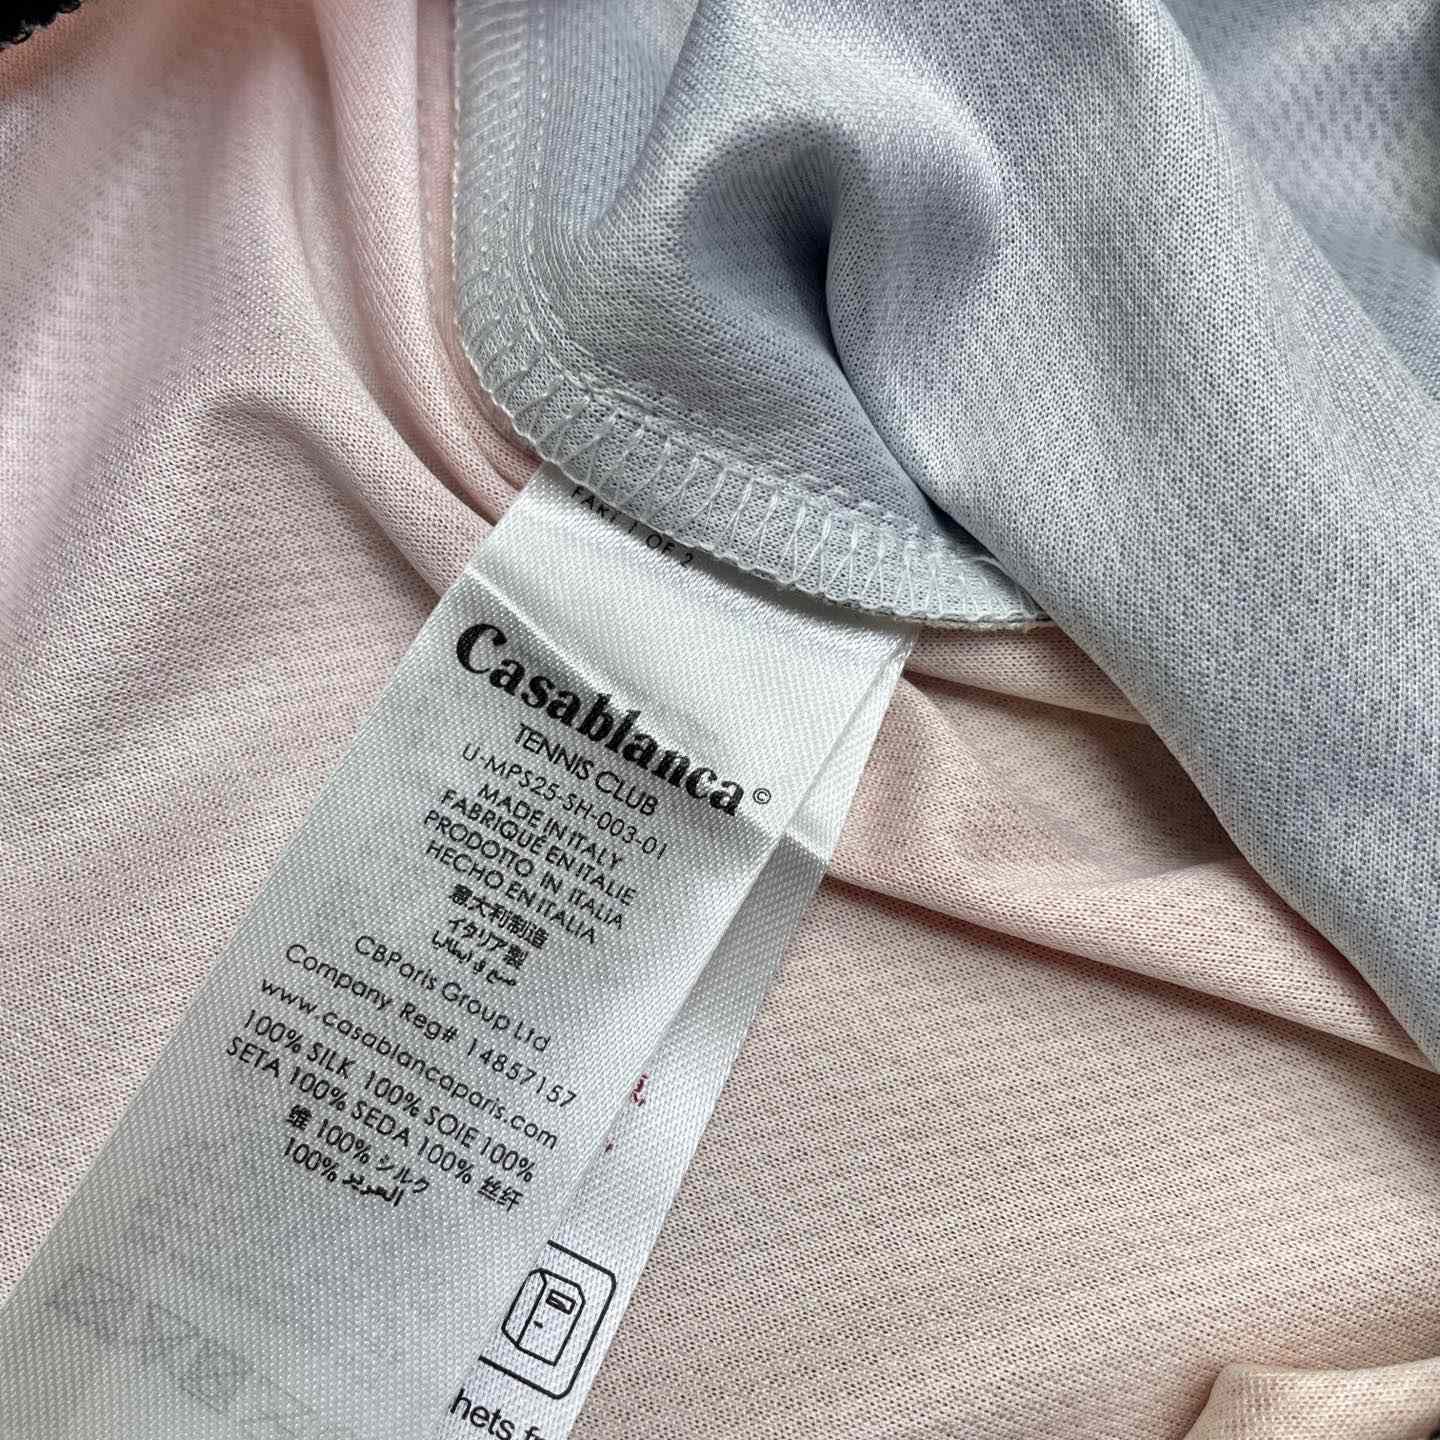 PART 1 OF 2
Casablanca©
TENNIS CLUB
U-MPS25-SH-003-01
MADE IN ITALY
FABRIQUÉ EN ITALIE
PRODOTTO IN ITALIA
HECHO EN ITALIA
意大利制造
イタリア製
صنع في ايطاليا
CBParis Group Ltd
Company Reg# 14857157
www.casablancaparis.com
100% SILK 100% SOIE 100%
SETA 100% SEDA 100% 丝纤
维 100% シルク
100% الحرير
hets